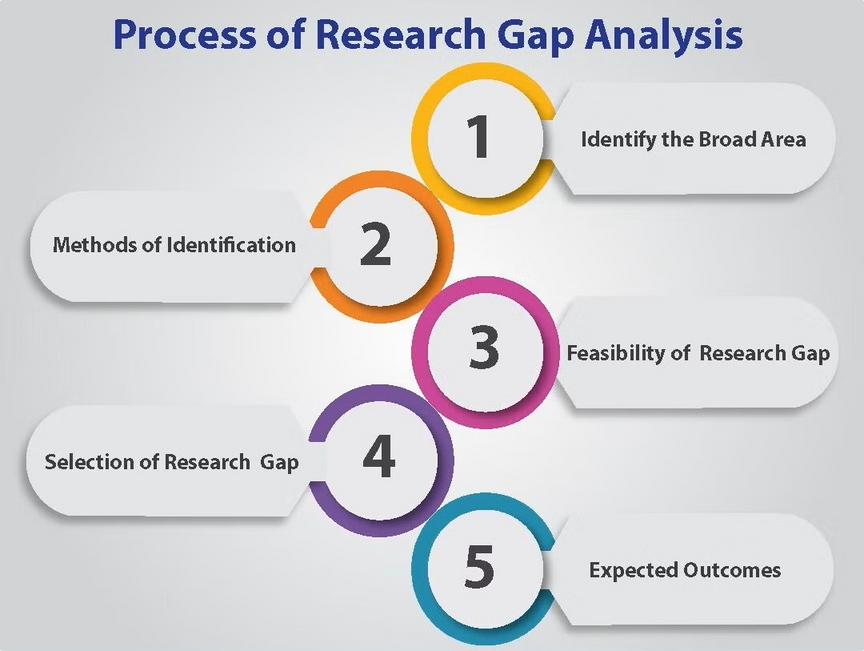 Process of Research Gap Analysis
1
Identify the Broad Area
2
Methods of Identification
3
Feasibility of Research Gap
4
Selection of Research Gap
5
Expected Outcomes